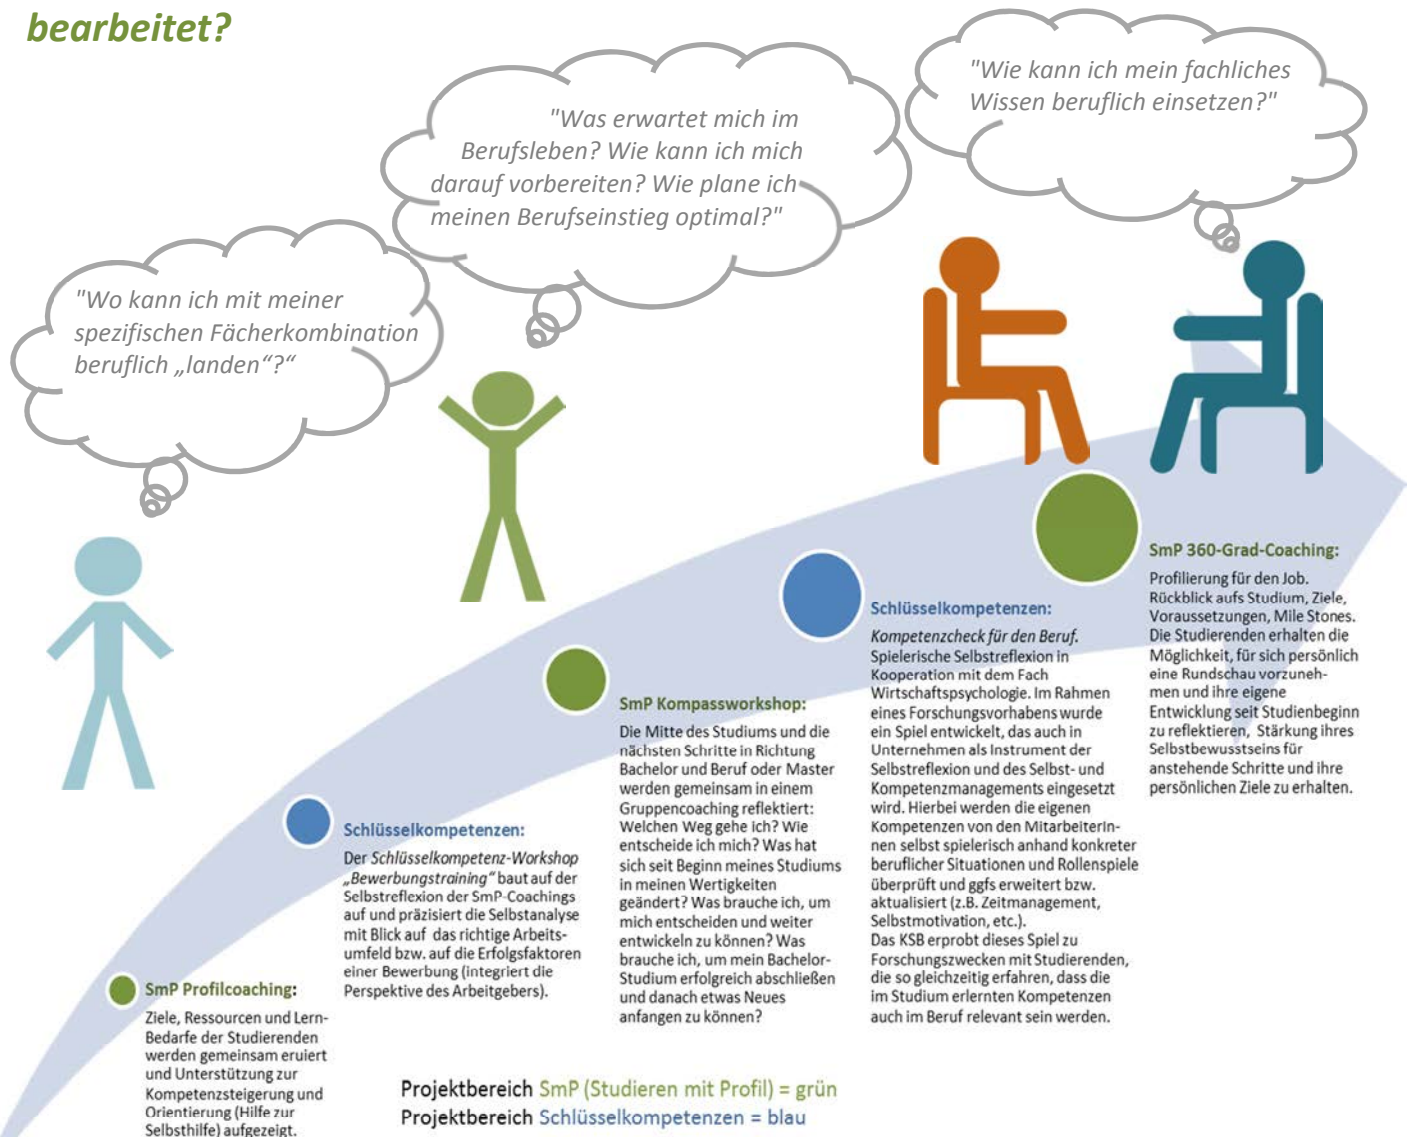 bearbeitet?
"Wie kann ich mein fachliches
Wissen beruflich einsetzen?"
"Was erwartet mich im
Berufsleben? Wie kann ich mich
darauf vorbereiten? Wie plane ich
meinen Berufseinstieg optimal?"
"Wo kann ich mit meiner
spezifischen Fächerkombination
beruflich „landen“?“
SmP 360-Grad-Coaching:
Profilierung für den Job.
Rückblick aufs Studium, Ziele,
Voraussetzungen, Mile Stones.
Die Studierenden erhalten die
Möglichkeit, für sich persönlich
eine Rundschau vorzuneh-
men und ihre eigene
Entwicklung seit Studienbeginn
zu reflektieren, Stärkung ihres
Selbstbewusstseins für
anstehende Schritte und ihre
persönlichen Ziele zu erhalten.
Schlüsselkompetenzen:
Kompetenzcheck für den Beruf.
Spielerische Selbstreflexion in
Kooperation mit dem Fach
Wirtschaftspsychologie. Im Rahmen
eines Forschungsvorhabens wurde
ein Spiel entwickelt, das auch in
Unternehmen als Instrument der
Selbstreflexion und des Selbst- und
Kompetenzmanagements eingesetzt
wird. Hierbei werden die eigenen
Kompetenzen von den MitarbeiterIn-
nen selbst spielerisch anhand konkreter
beruflicher Situationen und Rollenspiele
überprüft und ggfs erweitert bzw.
aktualisiert (z.B. Zeitmanagement,
Selbstmotivation, etc.).
Das KSB erprobt dieses Spiel zu
Forschungszwecken mit Studierenden,
die so gleichzeitig erfahren, dass die
im Studium erlernten Kompetenzen
auch im Beruf relevant sein werden.
SmP Kompassworkshop:
Die Mitte des Studiums und die
nächsten Schritte in Richtung
Bachelor und Beruf oder Master
werden gemeinsam in einem
Gruppencoaching reflektiert:
Welchen Weg gehe ich? Wie
entscheide ich mich? Was hat
sich seit Beginn meines Studiums
in meinen Wertigkeiten
geändert? Was brauche ich, um
mich entscheiden und weiter
entwickeln zu können? Was
brauche ich, um mein Bachelor-
Studium erfolgreich abschließen
und danach etwas Neues
anfangen zu können?
Schlüsselkompetenzen:
Der Schlüsselkompetenz-Workshop
„Bewerbungstraining“ baut auf der
Selbstreflexion der SmP-Coachings
auf und präzisiert die Selbstanalyse
mit Blick auf das richtige Arbeits-
umfeld bzw. auf die Erfolgsfaktoren
einer Bewerbung (integriert die
Perspektive des Arbeitgebers).
SmP Profilcoaching:
Ziele, Ressourcen und Lern-
Bedarfe der Studierenden
werden gemeinsam eruiert
und Unterstützung zur
Kompetenzsteigerung und
Orientierung (Hilfe zur
Selbsthilfe) aufgezeigt.
Projektbereich SmP (Studieren mit Profil) = grün
Projektbereich Schlüsselkompetenzen = blau